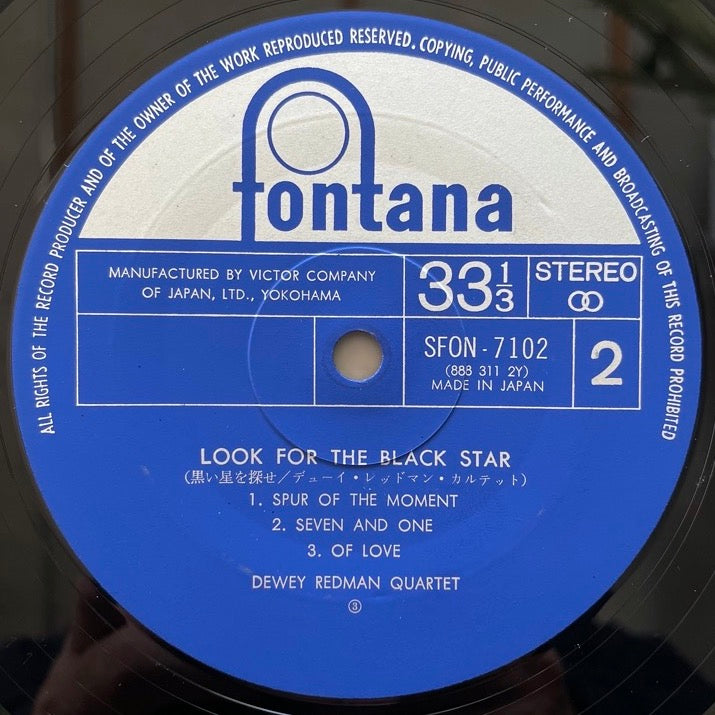 ALL RIGHTS OF THE RECORD PRODUCER AND OF THE OWNER OF THE WORK REPRODUCED RESERVED. COPYING, PUBLIC PERFORMANCE AND BROADCASTING OF THIS RECORD PROHIBITED
fontana
MANUFACTURED BY VICTOR COMPANY
OF JAPAN, LTD., YOKOHAMA
33 1/3
STEREO
SFON-7102
(888 311 2Y)
MADE IN JAPAN
2
LOOK FOR THE BLACK STAR
(黒い星を探せ/デューイ・レッドマン・カルテット)
1. SPUR OF THE MOMENT
2. SEVEN AND ONE
3. OF LOVE
DEWEY REDMAN QUARTET
③